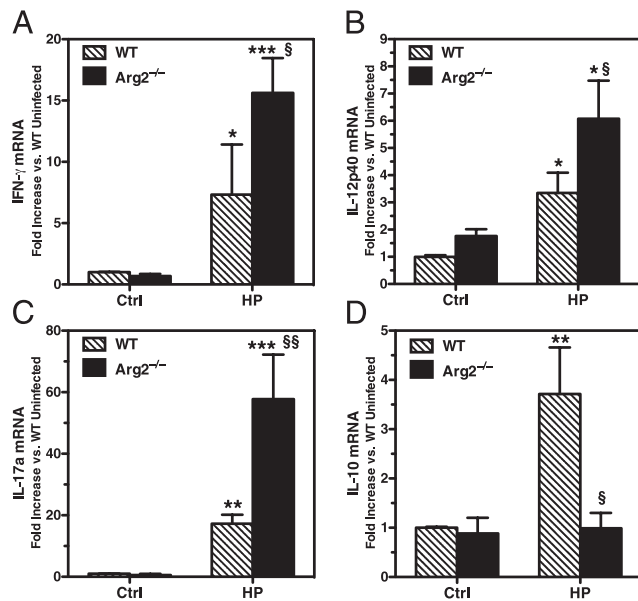 A
IFN-γ mRNA
Fold Increase vs. WT Uninfected
20
15
10
5
0
WT
Arg2−/−
*
*** §
Ctrl
HP
B
IL-12p40 mRNA
Fold Increase vs. WT Uninfected
9
8
7
6
5
4
3
2
1
0
WT
Arg2−/−
*
* §
Ctrl
HP
C
IL-17a mRNA
Fold Increase vs. WT Uninfected
80
60
40
20
0
WT
Arg2−/−
**
*** §§
Ctrl
HP
D
IL-10 mRNA
Fold Increase vs. WT Uninfected
5
4
3
2
1
0
WT
Arg2−/−
**
§
Ctrl
HP